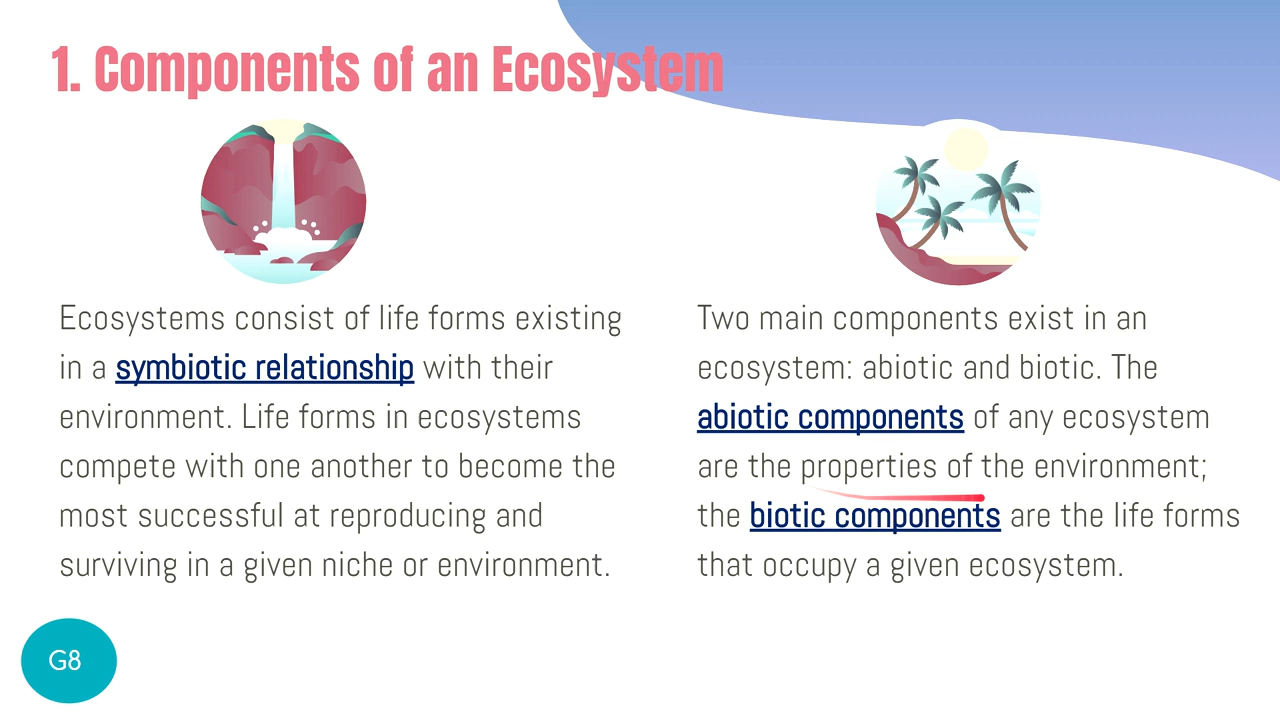 1. Components of an Ecosystem
Ecosystems consist of life forms existing
in a symbiotic relationship with their
environment. Life forms in ecosystems
compete with one another to become the
most successful at reproducing and
surviving in a given niche or environment.
Two main components exist in an
ecosystem: abiotic and biotic. The
abiotic components of any ecosystem
are the properties of the environment;
the biotic components are the life forms
that occupy a given ecosystem.
G8